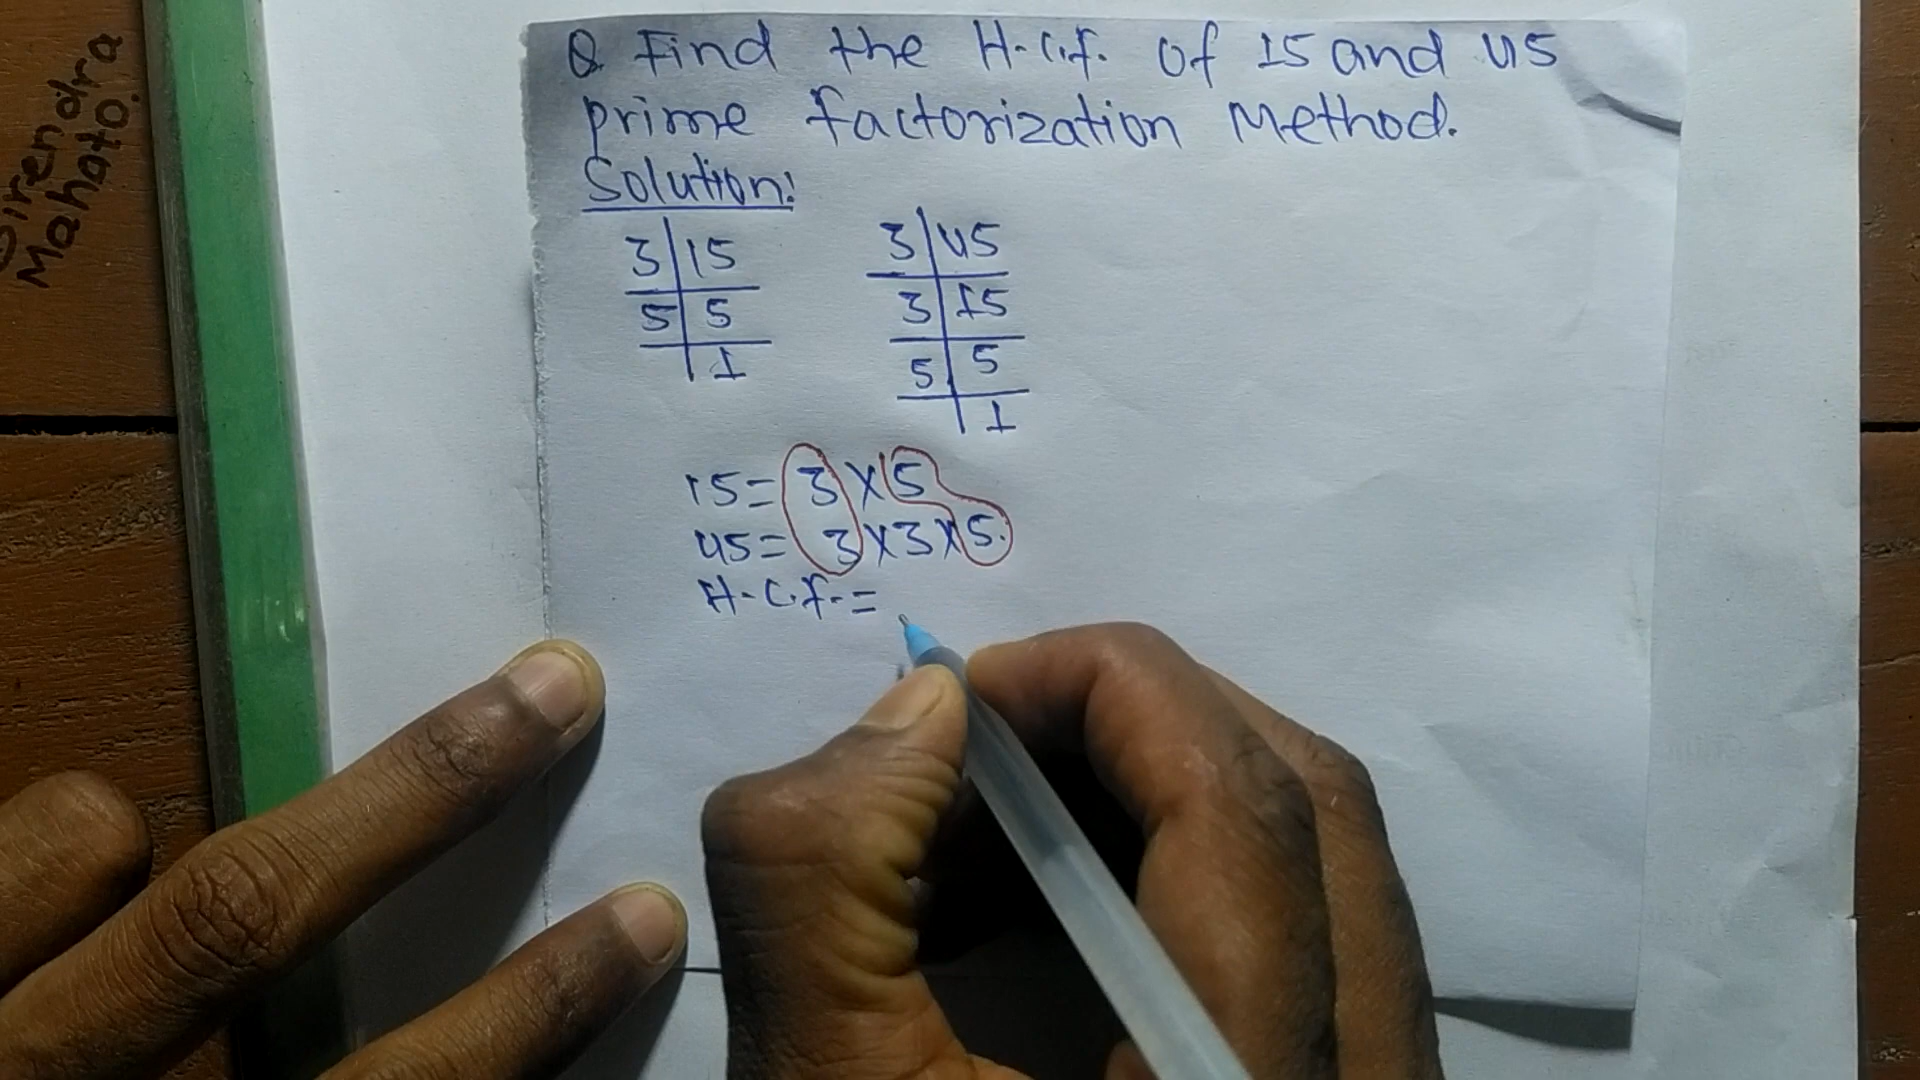 Q. Find the H.C.f. of 15 and 45
prime factorization Method.
Solution:
3 15
5 5
1
3 45
3 15
5 5
1
15= 3×5
45= 3×3×5.
H.C.f.=
Mahato.